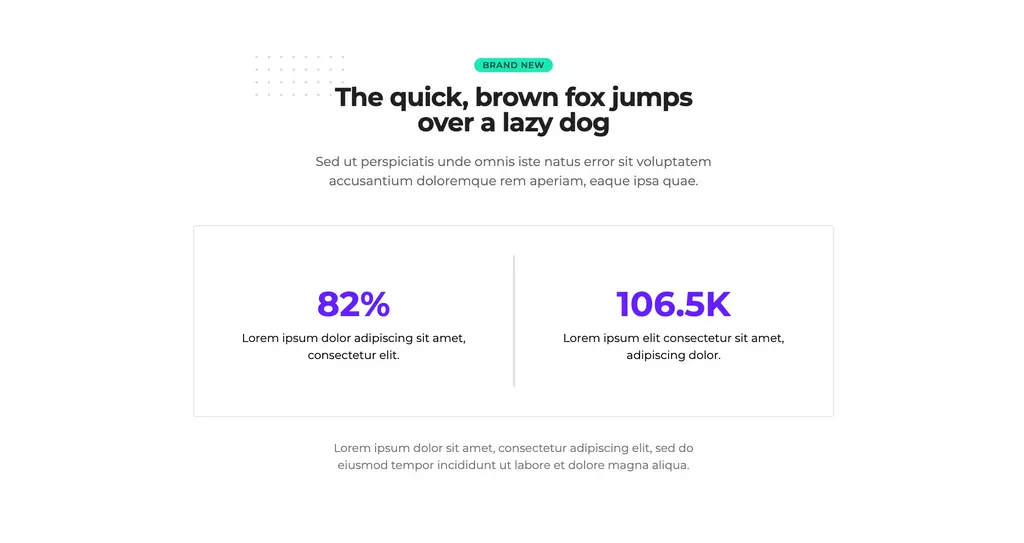 BRAND NEW
The quick, brown fox jumps
over a lazy dog
Sed ut perspiciatis unde omnis iste natus error sit voluptatem
accusantium doloremque rem aperiam, eaque ipsa quae.
82%
Lorem ipsum dolor adipiscing sit amet,
consectetur elit.
106.5K
Lorem ipsum elit consectetur sit amet,
adipiscing dolor.
Lorem ipsum dolor sit amet, consectetur adipiscing elit, sed do
eiusmod tempor incididunt ut labore et dolore magna aliqua.